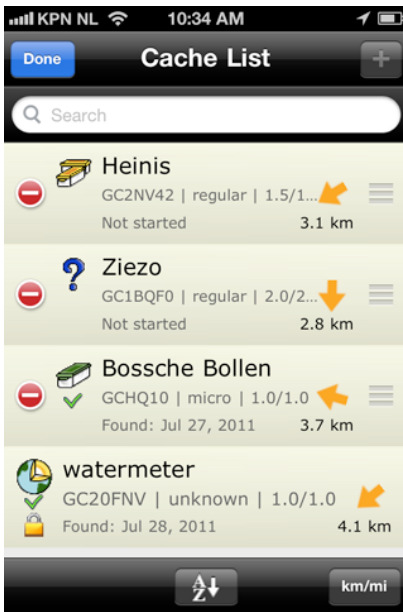 KPN NL 10:34 AM
Done Cache List +
Search
Heinis
GC2NV42 | regular | 1.5/1...
Not started 3.1 km
Ziezo
GC1BQF0 | regular | 2.0/2...
Not started 2.8 km
Bossche Bollen
GCHQ10 | micro | 1.0/1.0
Found: Jul 27, 2011 3.7 km
watermeter
GC20FNV | unknown | 1.0/1.0
Found: Jul 28, 2011 4.1 km
A
Z km/mi